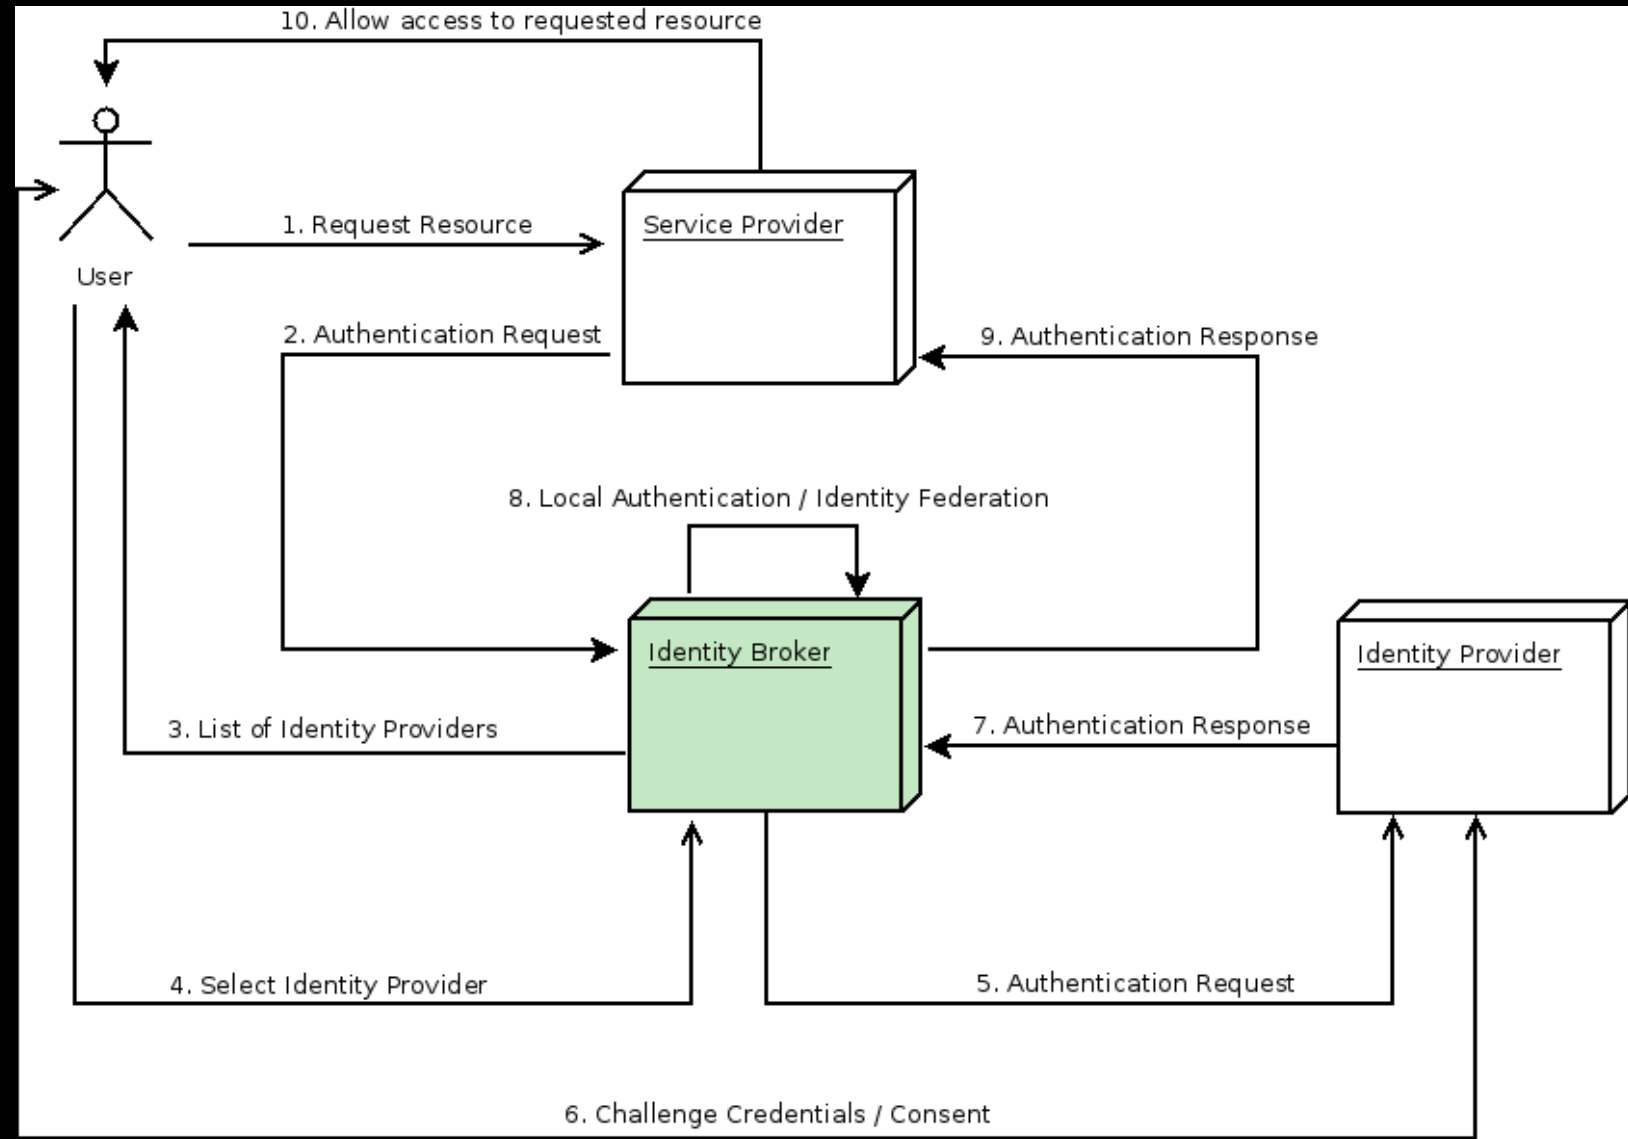 10. Allow access to requested resource
1. Request Resource
Service Provider
User
2. Authentication Request
9. Authentication Response
8. Local Authentication / Identity Federation
Identity Broker
Identity Provider
3. List of Identity Providers
7. Authentication Response
4. Select Identity Provider
5. Authentication Request
6. Challenge Credentials / Consent